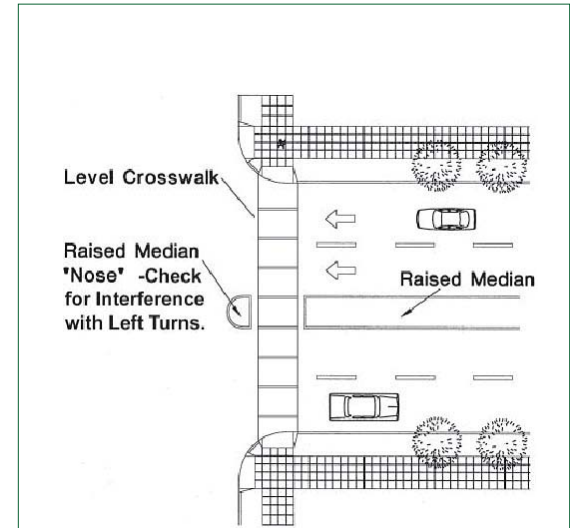 Level Crosswalk
Raised Median
"Nose" -Check
for Interference
with Left Turns.
Raised Median